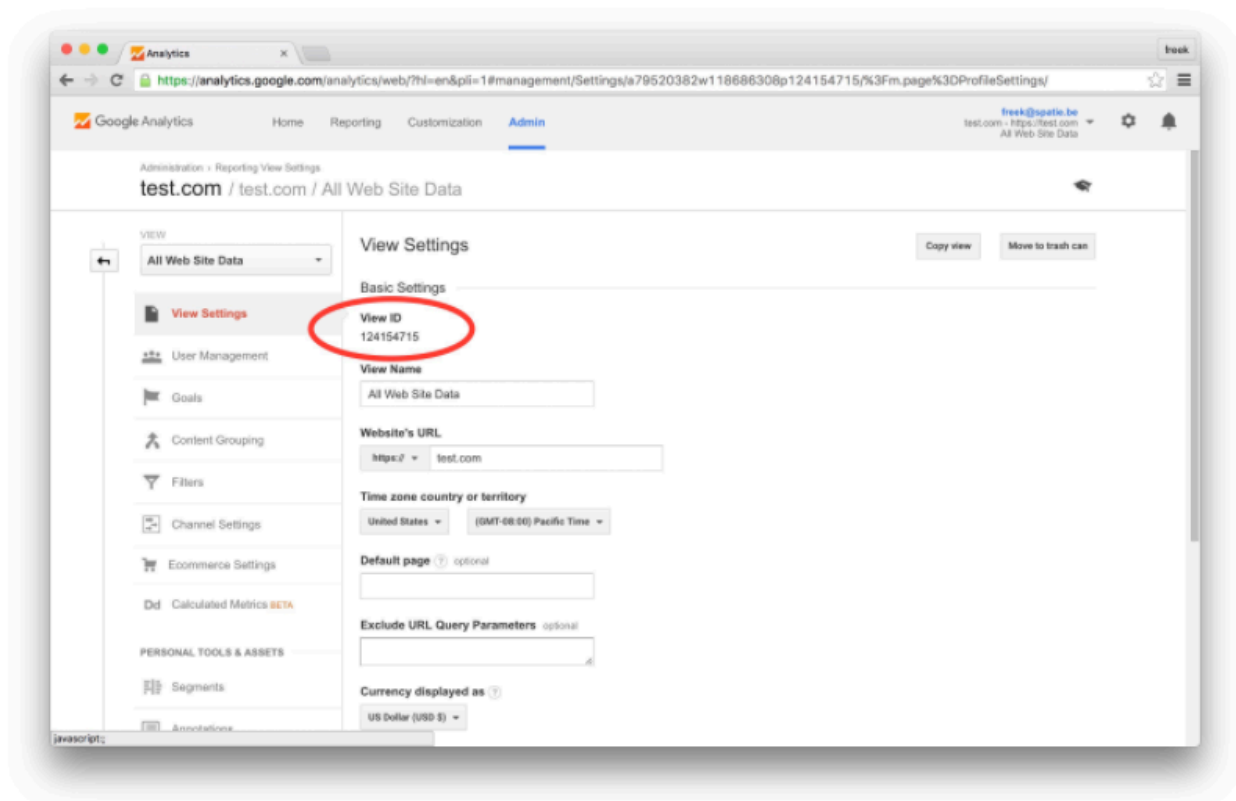 Analytics
freek
https://analytics.google.com/analytics/web/?hl=en&pli=1#management/Settings/a79520382w118686308p124154715/%3Fm.page%3DProfileSettings/
Google Analytics
Home
Reporting
Customization
Admin
freek@spatie.be
test.com - https://test.com
All Web Site Data
Administration › Reporting View Settings
test.com / test.com / All Web Site Data
VIEW
All Web Site Data
View Settings
User Management
Goals
Content Grouping
Filters
Channel Settings
Ecommerce Settings
Dd Calculated Metrics BETA
PERSONAL TOOLS & ASSETS
Segments
Annotations
View Settings
Copy view
Move to trash can
Basic Settings
View ID
124154715
View Name
All Web Site Data
Website's URL
https:// test.com
Time zone country or territory
United States (GMT-08:00) Pacific Time
Default page ? optional
Exclude URL Query Parameters optional
Currency displayed as ?
US Dollar (USD $)
javascript:;